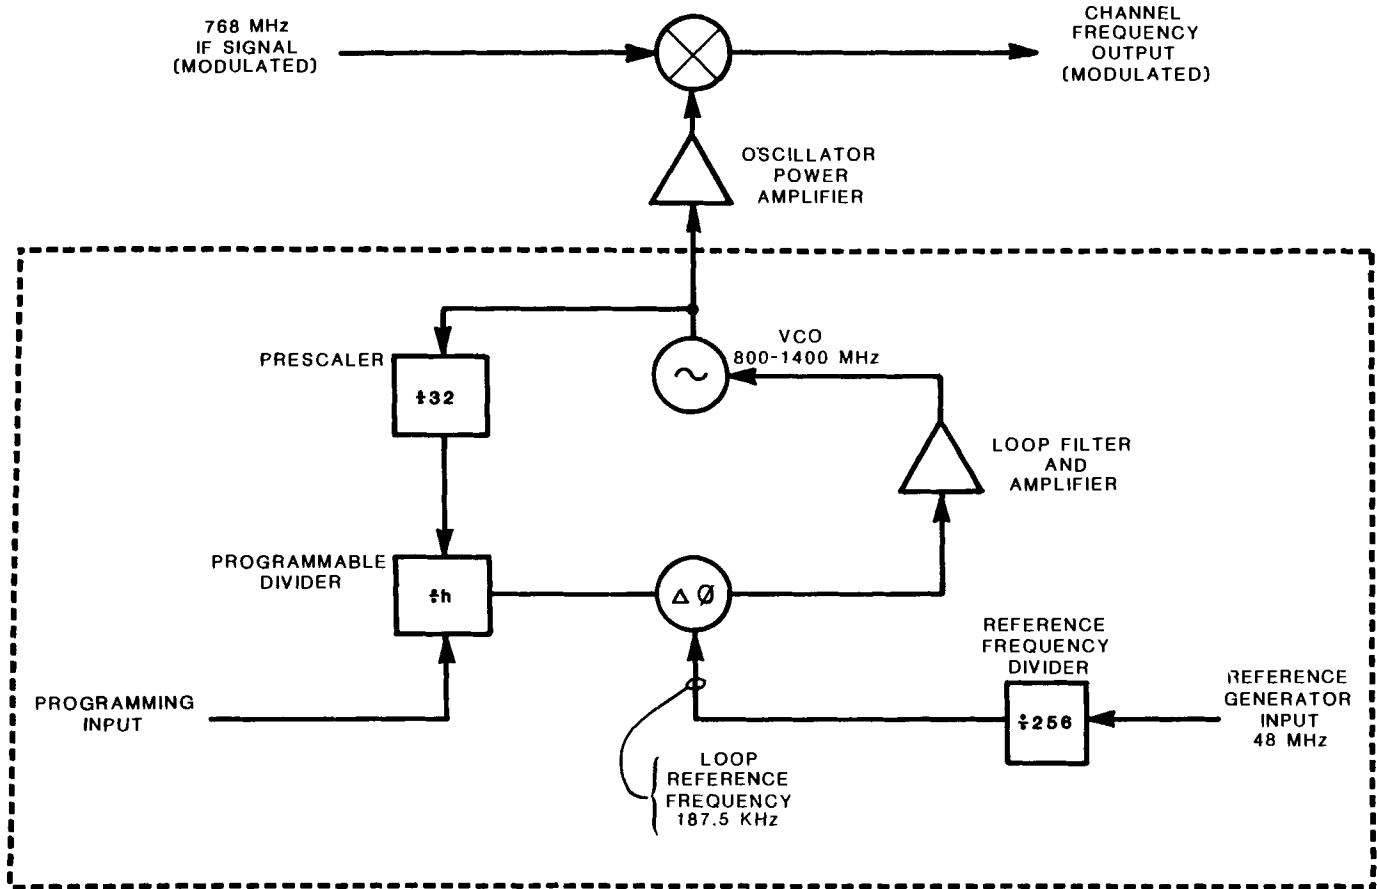 768 MHz
IF SIGNAL
(MODULATED)
CHANNEL
FREQUENCY
OUTPUT
(MODULATED)
OSCILLATOR
POWER
AMPLIFIER
PRESCALER
÷32
VCO
800-1400 MHz
LOOP FILTER
AND
AMPLIFIER
PROGRAMMABLE
DIVIDER
÷h
Δ Ø
REFERENCE
FREQUENCY
DIVIDER
÷256
REFERENCE
GENERATOR
INPUT
48 MHz
PROGRAMMING
INPUT
LOOP
REFERENCE
FREQUENCY
187.5 KHz